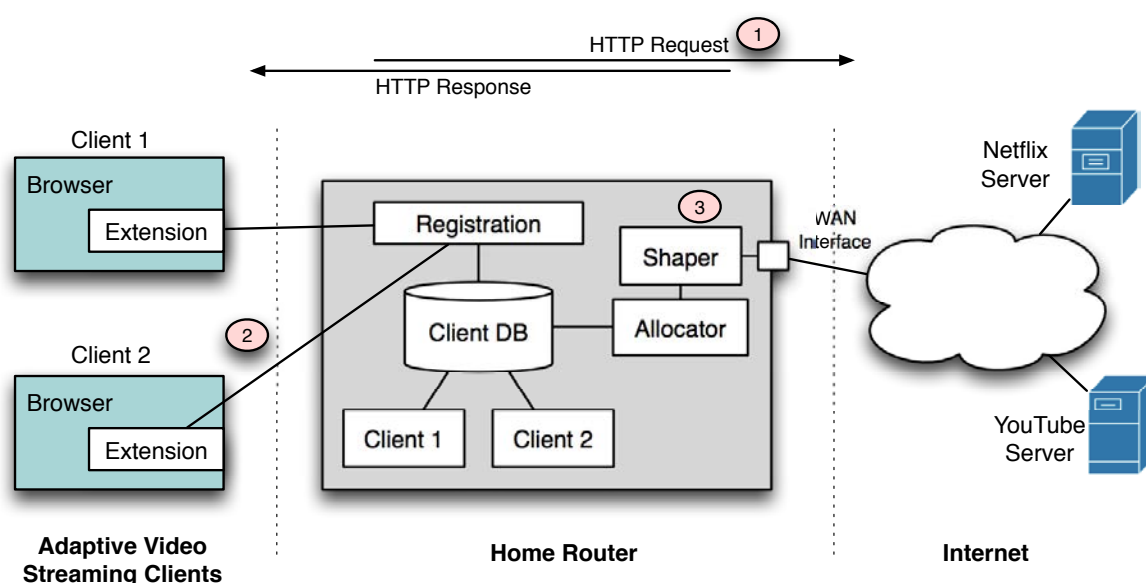 1
HTTP Request
HTTP Response
Client 1
Browser
Extension
Client 2
Browser
Extension
2
Adaptive Video
Streaming Clients
Registration
3
Shaper
Client DB
Allocator
Client 1
Client 2
Home Router
WAN
Interface
Netflix
Server
YouTube
Server
Internet